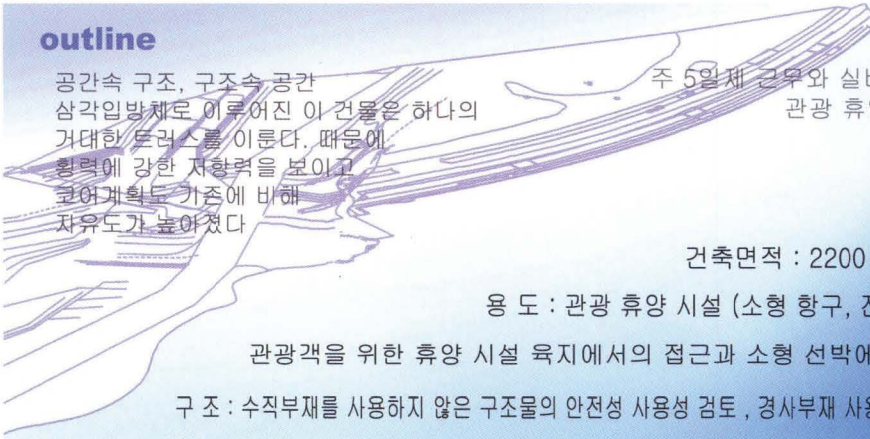 outline
공간속 구조, 구조속 공간
삼각입방체로 이루어진 이 건물은 하나의
거대한 트러스를 이룬다. 때문에
횡력에 강한 저항력을 보이고
코어계획도 기존에 비해
자유도가 높아졌다
주 5일제 근무와 실
관광 휴
건축면적 : 2200
용 도 : 관광 휴양 시설 (소형 항구,
관광객을 위한 휴양 시설 육지에서의 접근과 소형 선박에
구 조 : 수직부재를 사용하지 않은 구조물의 안전성 사용성 검토 , 경사부재 사용